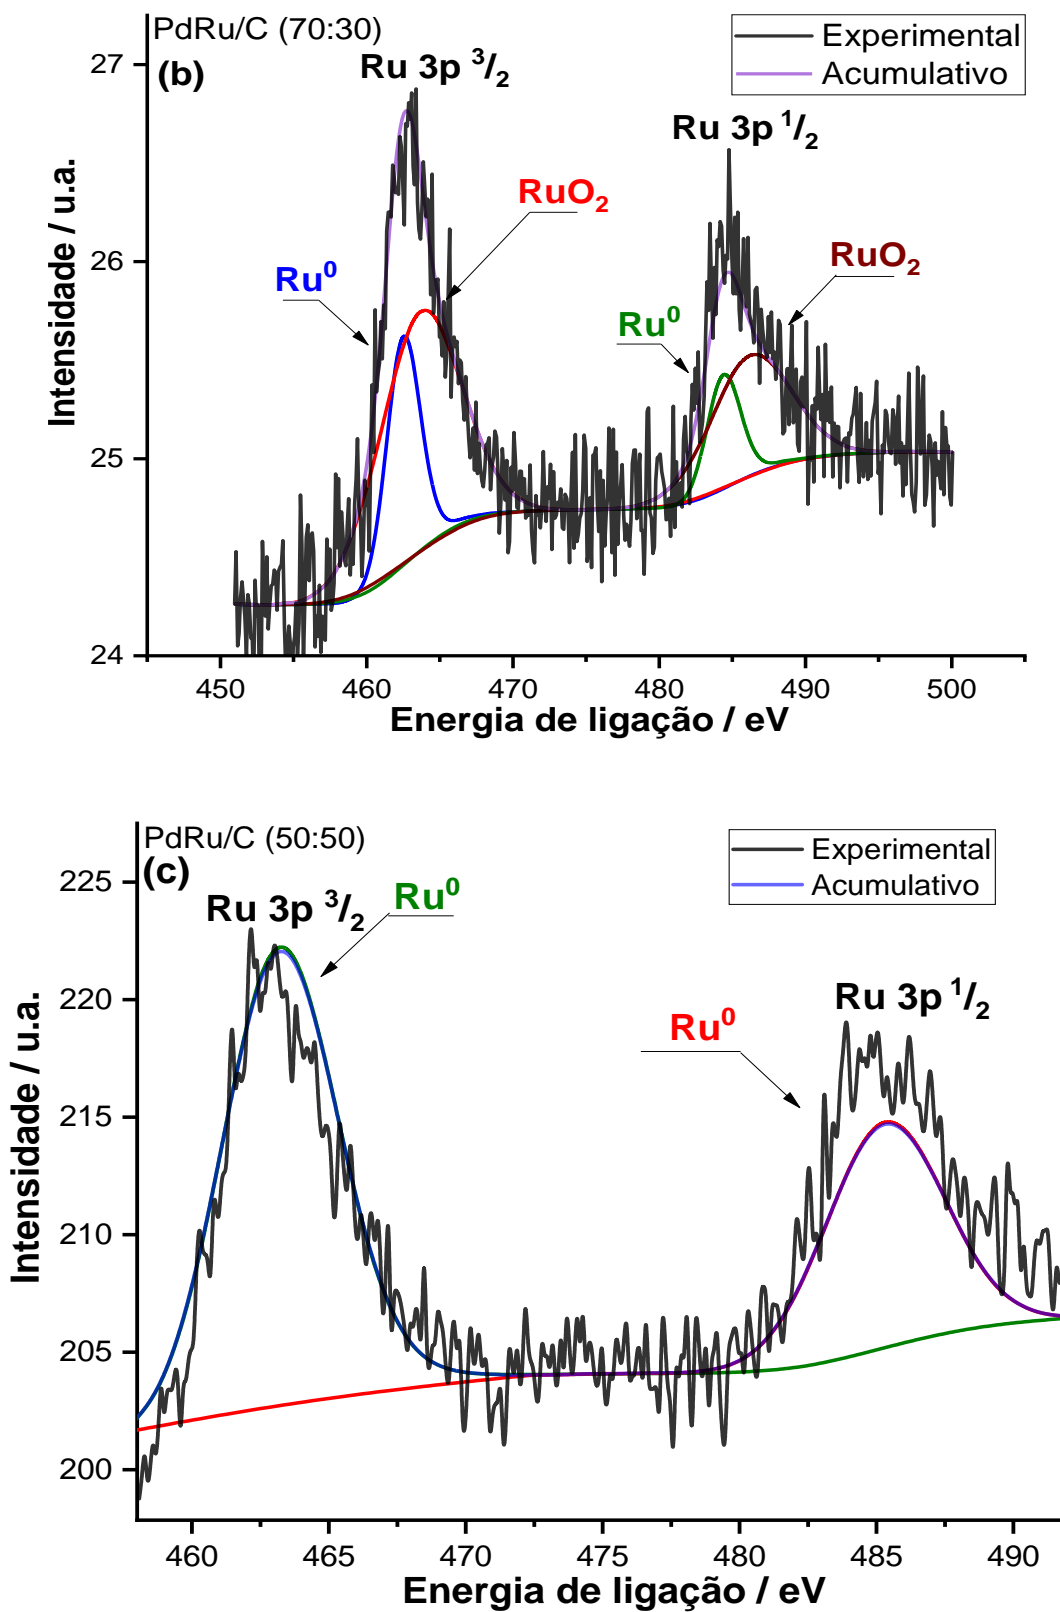 PdRu/C (70:30)
(b)
Experimental
Acumulativo
Ru 3p ³/₂
Ru 3p ¹/₂
RuO₂
RuO₂
Ru⁰
Ru⁰
Intensidade / u.a.
27
26
25
24
450 460 470 480 490 500
Energia de ligação / eV
PdRu/C (50:50)
(c)
Experimental
Acumulativo
Ru 3p ³/₂
Ru⁰
Ru 3p ¹/₂
Ru⁰
Intensidade / u.a.
225
220
215
210
205
200
460 465 470 475 480 485 490
Energia de ligação / eV